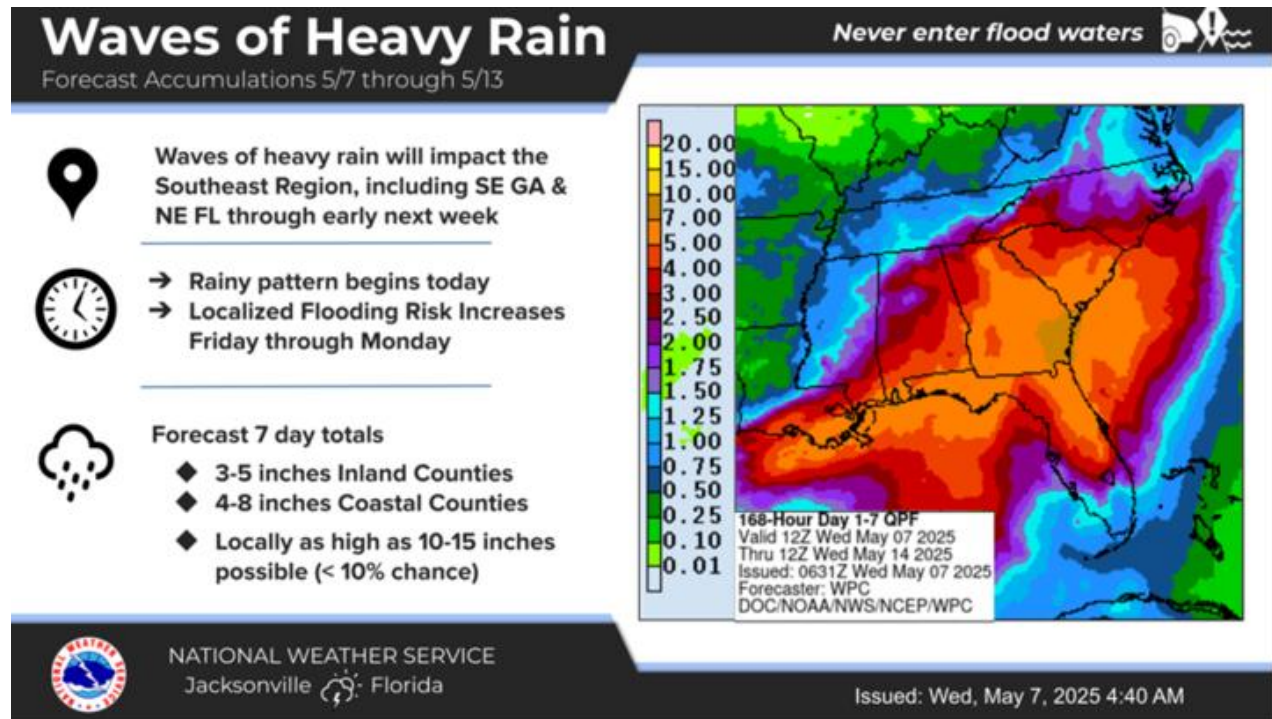 Waves of Heavy Rain
Forecast Accumulations 5/7 through 5/13
Never enter flood waters
Waves of heavy rain will impact the
Southeast Region, including SE GA &
NE FL through early next week
➔ Rainy pattern begins today
➔ Localized Flooding Risk Increases
Friday through Monday
Forecast 7 day totals
◆ 3-5 inches Inland Counties
◆ 4-8 inches Coastal Counties
◆ Locally as high as 10-15 inches
possible (< 10% chance)
20.00
15.00
10.00
7.00
5.00
4.00
3.00
2.50
2.00
1.75
1.50
1.25
1.00
0.75
0.50
0.25
0.10
0.01
168-Hour Day 1-7 QPF
Valid 12Z Wed May 07 2025
Thru 12Z Wed May 14 2025
Issued: 0631Z Wed May 07 2025
Forecaster: WPC
DOC/NOAA/NWS/NCEP/WPC
NATIONAL WEATHER SERVICE
NATIONAL WEATHER SERVICE
Jacksonville Florida
Issued: Wed, May 7, 2025 4:40 AM